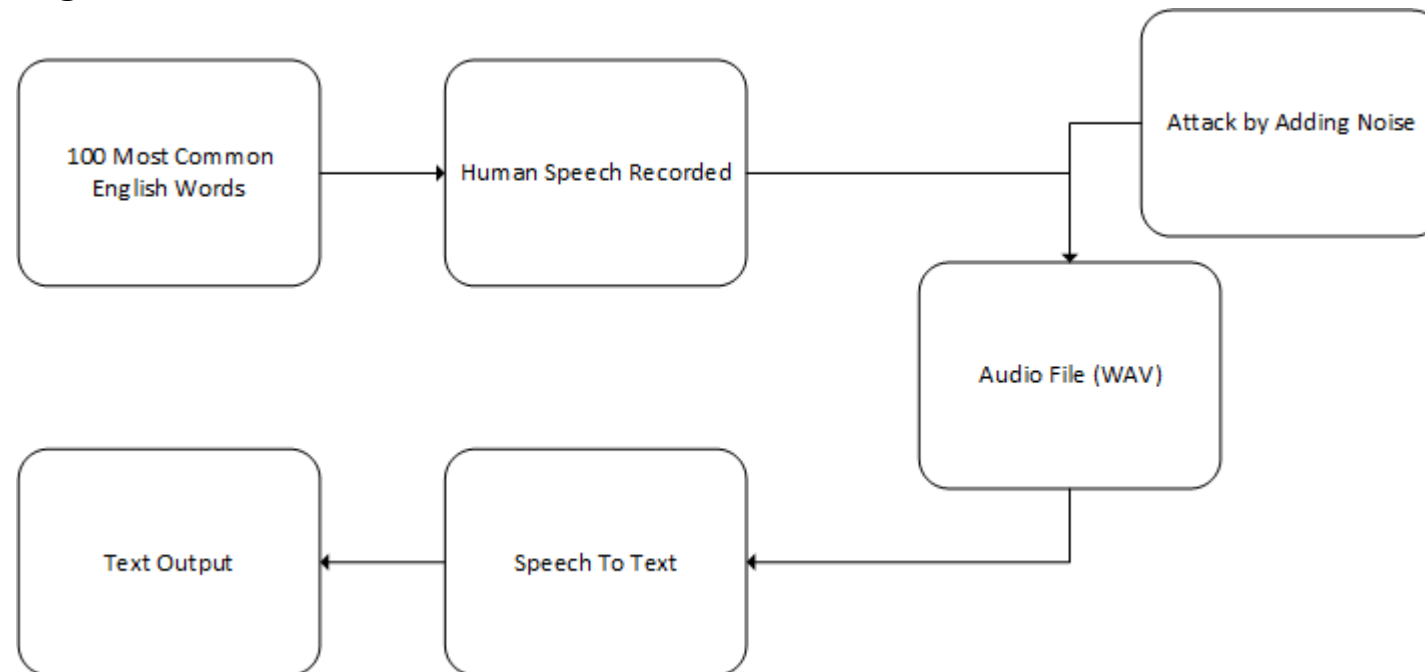 100 Most Common
English Words
Human Speech Recorded
Attack by Adding Noise
Audio File (WAV)
Speech To Text
Text Output